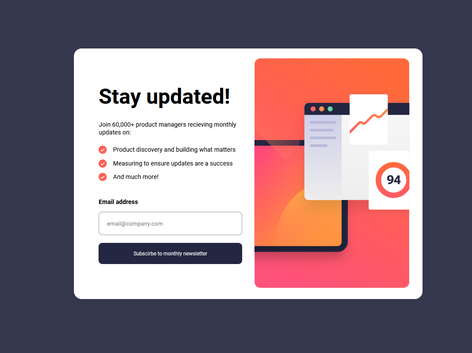 Stay updated!
Join 60,000+ product managers recieving monthly
updates on:
Product discovery and building what matters
Measuring to ensure updates are a success
And much more!
Email address
email@company.com
Subscirbe to monthly newsletter
94